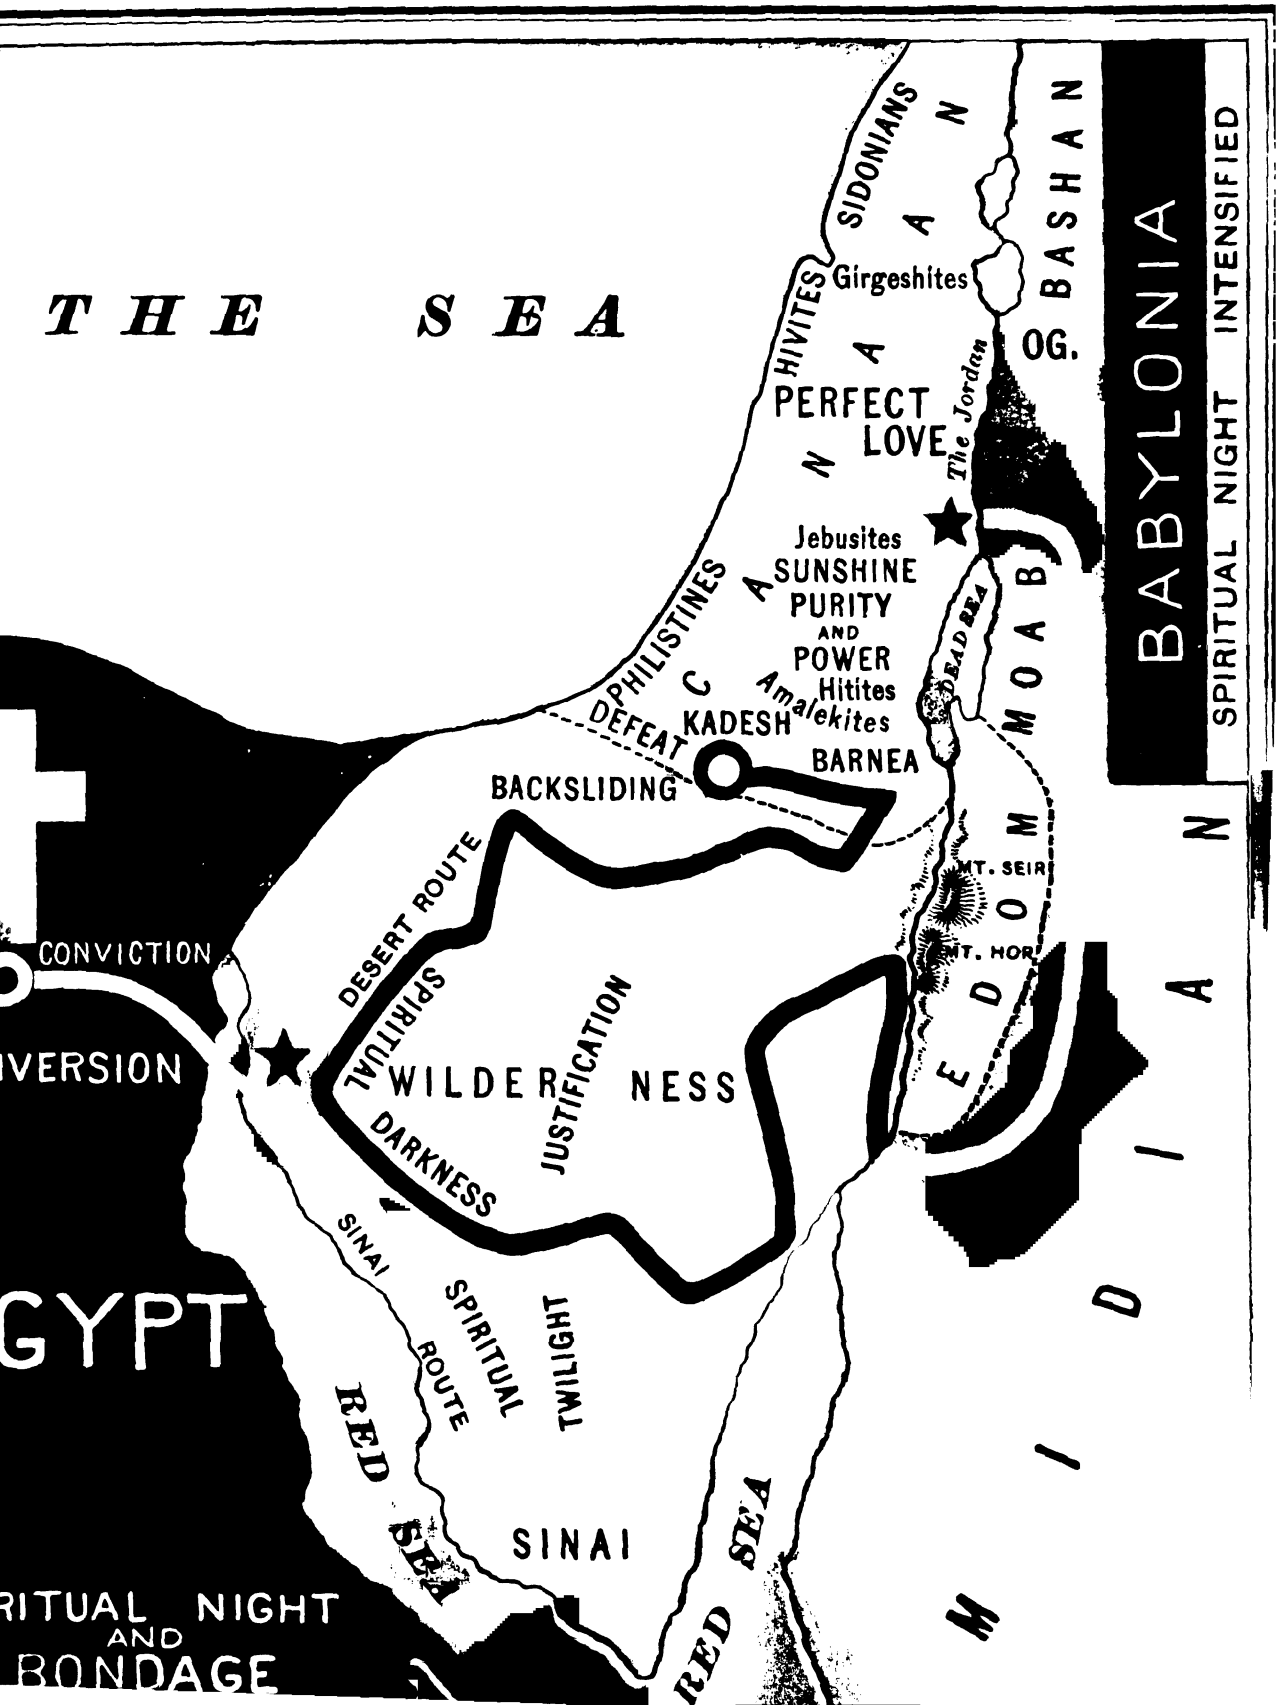 SIDONIANS
CANAAN
BASHAN
BABYLONIA
SPIRITUAL NIGHT INTENSIFIED
THE SEA
Girgeshites
HIVITES
OG.
The Jordan
PERFECT
LOVE
Jebusites
SUNSHINE
PURITY
AND
POWER
Hitites
Amalekites
PHILISTINES
DEAD SEA
MOAB
DEFEAT
KADESH
BARNEA
BACKSLIDING
DESERT ROUTE
MT. SEIR
EDOM
MT. HOR
MIDIAN
CONVICTION
VERSION
SPIRITUAL
DARKNESS
WILDERNESS
JUSTIFICATION
SINAI
ROUTE
SPIRITUAL
TWILIGHT
GYPT
RED SEA
SINAI
RED SEA
RITUAL NIGHT
AND
BONDAGE